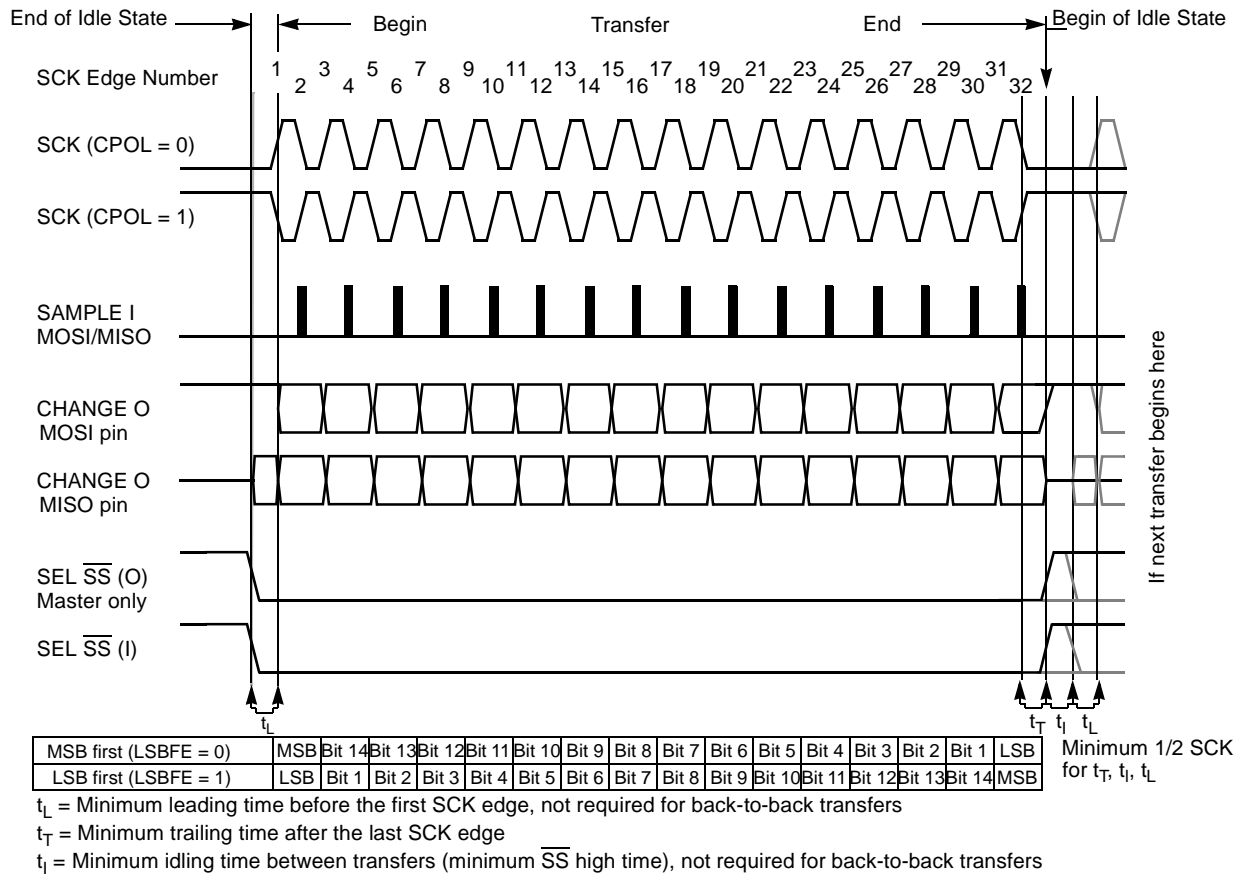 End of Idle State Begin Transfer End Begin of Idle State
SCK Edge Number 1 2 3 4 5 6 7 8 9 10 11 12 13 14 15 16 17 18 19 20 21 22 23 24 25 26 27 28 29 30 31 32
SCK (CPOL = 0)
SCK (CPOL = 1)
SAMPLE I
MOSI/MISO
CHANGE O
MOSI pin
CHANGE O
MISO pin
SEL SS (O)
Master only
SEL SS (I)
If next transfer begins here
tL tT tI tL
MSB first (LSBFE = 0) MSB Bit 14 Bit 13 Bit 12 Bit 11 Bit 10 Bit 9 Bit 8 Bit 7 Bit 6 Bit 5 Bit 4 Bit 3 Bit 2 Bit 1 LSB
LSB first (LSBFE = 1) LSB Bit 1 Bit 2 Bit 3 Bit 4 Bit 5 Bit 6 Bit 7 Bit 8 Bit 9 Bit 10 Bit 11 Bit 12 Bit 13 Bit 14 MSB
Minimum 1/2 SCK
for tT, tI, tL
tL = Minimum leading time before the first SCK edge, not required for back-to-back transfers
tT = Minimum trailing time after the last SCK edge
tI = Minimum idling time between transfers (minimum SS high time), not required for back-to-back transfers